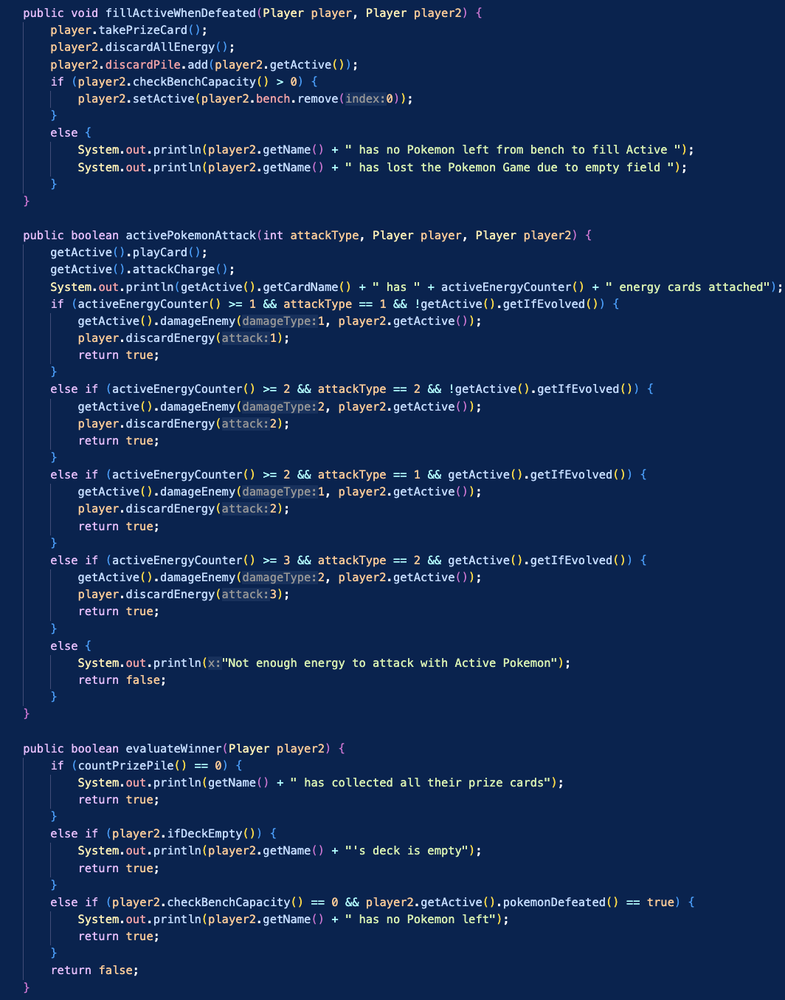 public void fillActiveWhenDefeated(Player player, Player player2) {
    player.takePrizeCard();
    player2.discardAllEnergy();
    player2.discardPile.add(player2.getActive());
    if (player2.checkBenchCapacity() > 0) {
        player2.setActive(player2.bench.remove(index:0));
    }
    else {
        System.out.println(player2.getName() + " has no Pokemon left from bench to fill Active ");
        System.out.println(player2.getName() + " has lost the Pokemon Game due to empty field ");
    }
}

public boolean activePokemonAttack(int attackType, Player player, Player player2) {
    getActive().playCard();
    getActive().attackCharge();
    System.out.println(getActive().getCardName() + " has " + activeEnergyCounter() + " energy cards attached");
    if (activeEnergyCounter() >= 1 && attackType == 1 && !getActive().getIfEvolved()) {
        getActive().damageEnemy(damageType:1, player2.getActive());
        player.discardEnergy(attack:1);
        return true;
    }
    else if (activeEnergyCounter() >= 2 && attackType == 2 && !getActive().getIfEvolved()) {
        getActive().damageEnemy(damageType:2, player2.getActive());
        player.discardEnergy(attack:2);
        return true;
    }
    else if (activeEnergyCounter() >= 2 && attackType == 1 && getActive().getIfEvolved()) {
        getActive().damageEnemy(damageType:1, player2.getActive());
        player.discardEnergy(attack:2);
        return true;
    }
    else if (activeEnergyCounter() >= 3 && attackType == 2 && getActive().getIfEvolved()) {
        getActive().damageEnemy(damageType:2, player2.getActive());
        player.discardEnergy(attack:3);
        return true;
    }
    else {
        System.out.println(x:"Not enough energy to attack with Active Pokemon");
        return false;
    }
}

public boolean evaluateWinner(Player player2) {
    if (countPrizePile() == 0) {
        System.out.println(getName() + " has collected all their prize cards");
        return true;
    }
    else if (player2.ifDeckEmpty()) {
        System.out.println(player2.getName() + "'s deck is empty");
        return true;
    }
    else if (player2.checkBenchCapacity() == 0 && player2.getActive().pokemonDefeated() == true) {
        System.out.println(player2.getName() + " has no Pokemon left");
        return true;
    }
    return false;
}